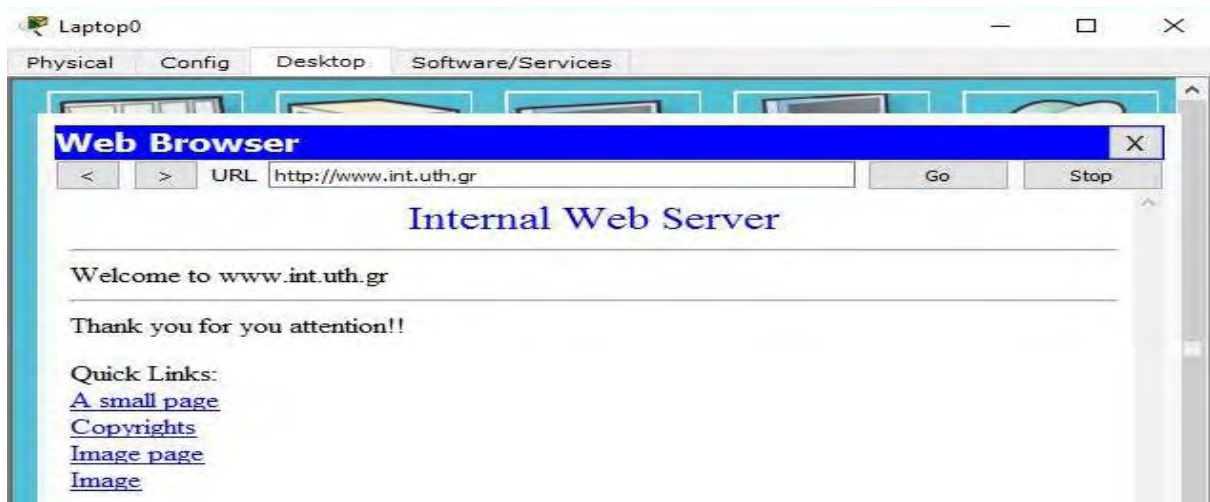 Laptop0
Physical Config Desktop Software/Services
Web Browser X
< > URL http://www.int.uth.gr Go Stop
Internal Web Server
Welcome to www.int.uth.gr
Thank you for you attention!!
Quick Links:
A small page
Copyrights
Image page
Image